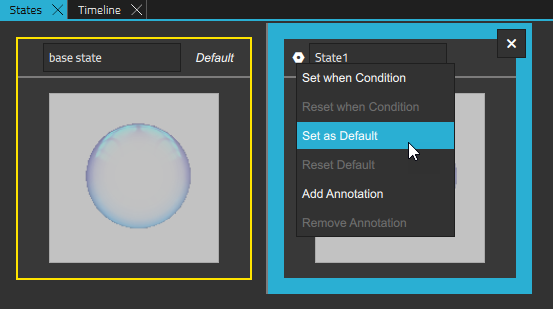 States
Timeline
base state
Default
State1
Set when Condition
Reset when Condition
Set as Default
Reset Default
Add Annotation
Remove Annotation